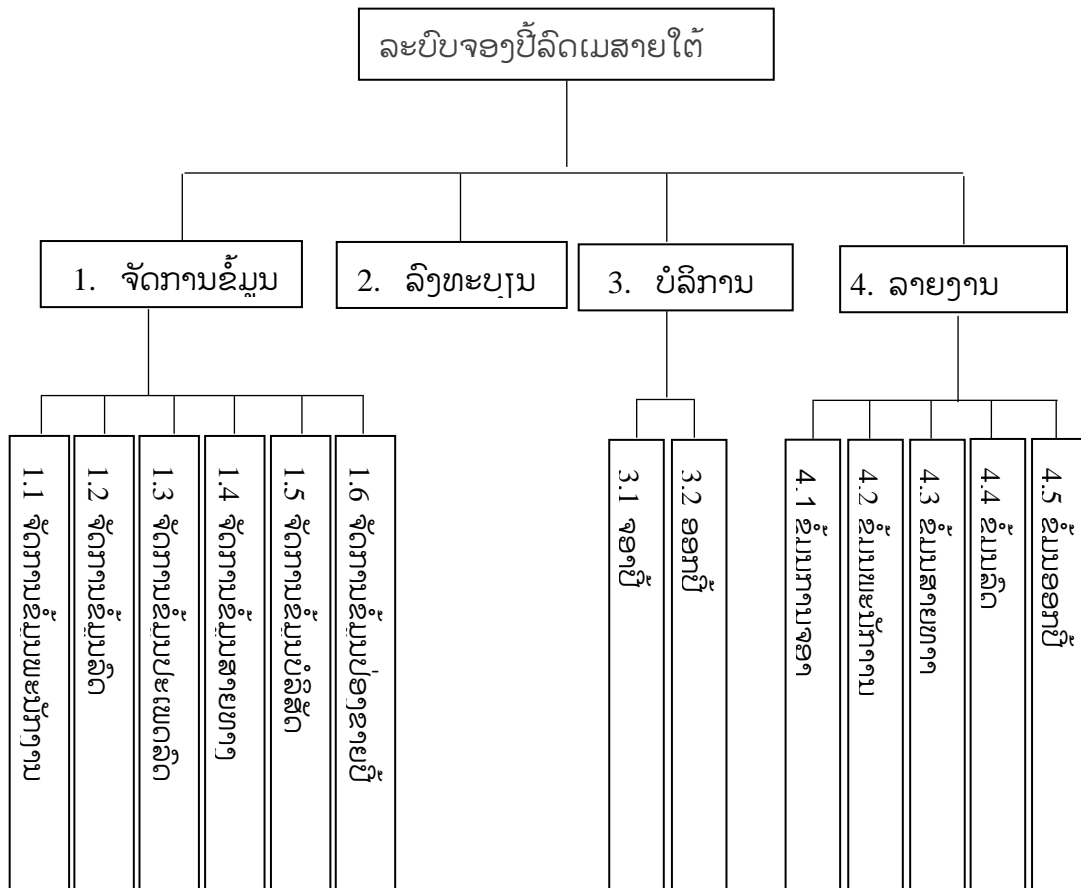 ລະບົບຈອງປີ້ລົດເມສາຍໃຕ້
1. ຈັດການຂໍ້ມູນ
2. ລົງທະບຽນ
3. ບໍລິການ
4. ລາຍງານ
1.1 ຈັດການຂໍ້ມູນພະນັກງານ
1.2 ຈັດການຂໍ້ມູນລົດ
1.3 ຈັດການຂໍ້ມູນປະເພດລົດ
1.4 ຈັດການຂໍ້ມູນສາຍທາງ
1.5 ຈັດການຂໍ້ມູນບໍລິສັດ
1.6 ຈັດການຂໍ້ມູນປ່ອງຂາຍປີ້
3.1 ຈອງປີ້
3.2 ອອກປີ້
4.1 ຂໍ້ມູນການຈອງ
4.2 ຂໍ້ມູນພະນັກງານ
4.3 ຂໍ້ມູນສາຍທາງ
4.4 ຂໍ້ມູນລົດ
4.5 ຂໍ້ມູນອອກປີ້